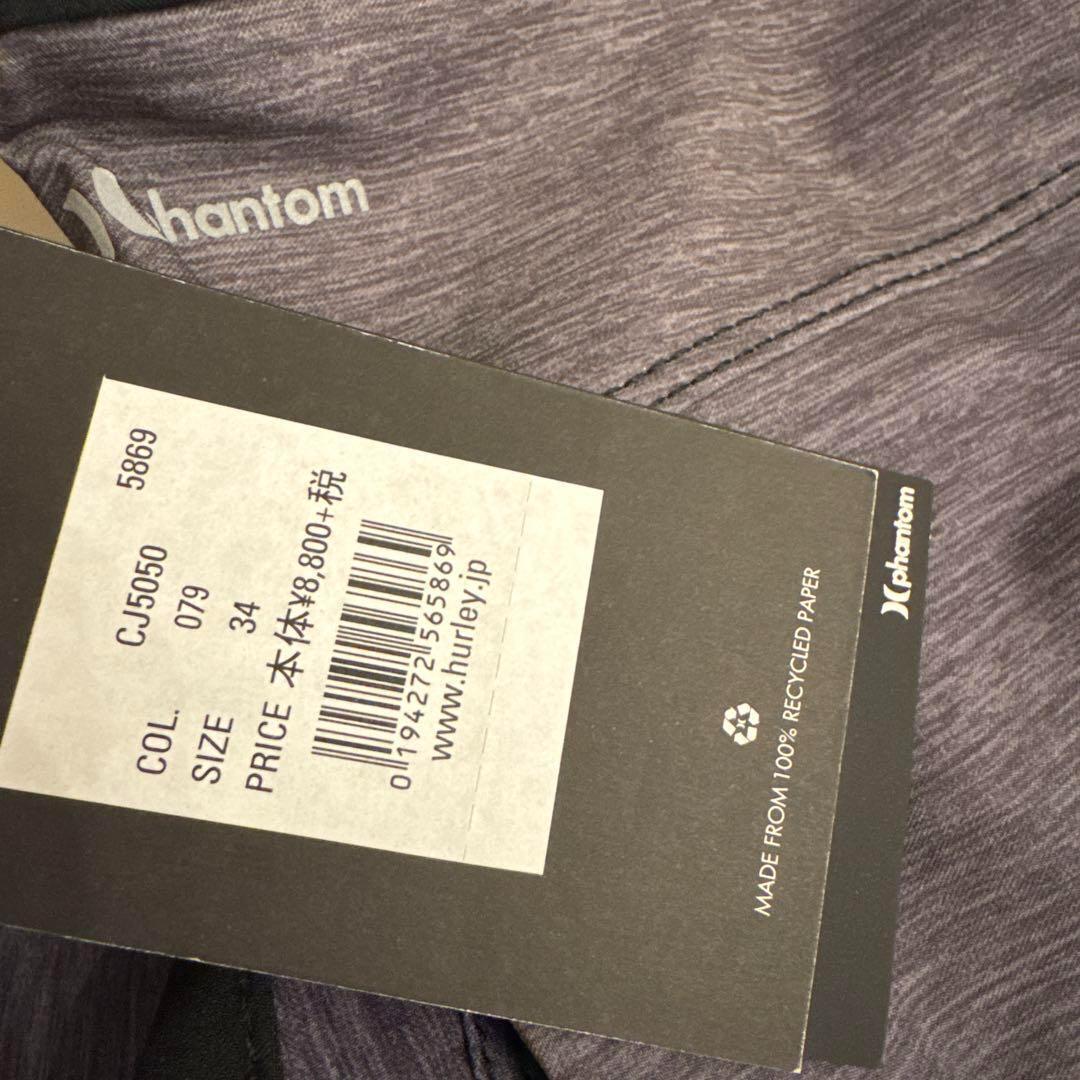 phantom
CJ5050 5869
COL. 079
SIZE 34
PRICE 本体¥8,800+税
0 194272 565869
www.hurley.jp
MADE FROM 100% RECYCLED PAPER
phantom